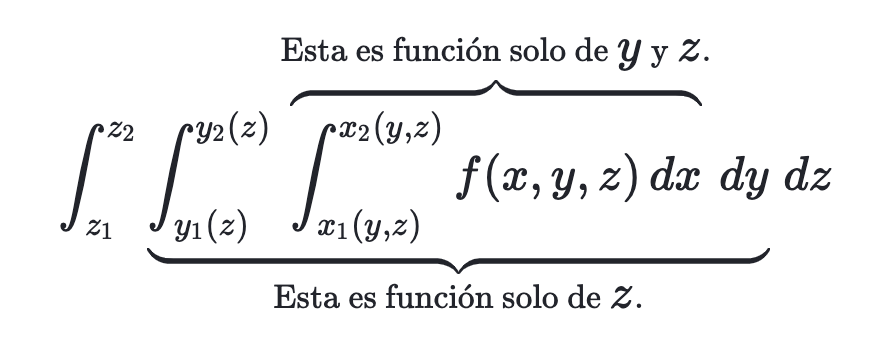 Esta es función solo de y y z.
∫_{z₁}^{z₂} ∫_{y₁(z)}^{y₂(z)} ∫_{x₁(y,z)}^{x₂(y,z)} f(x, y, z) dx dy dz
Esta es función solo de z.